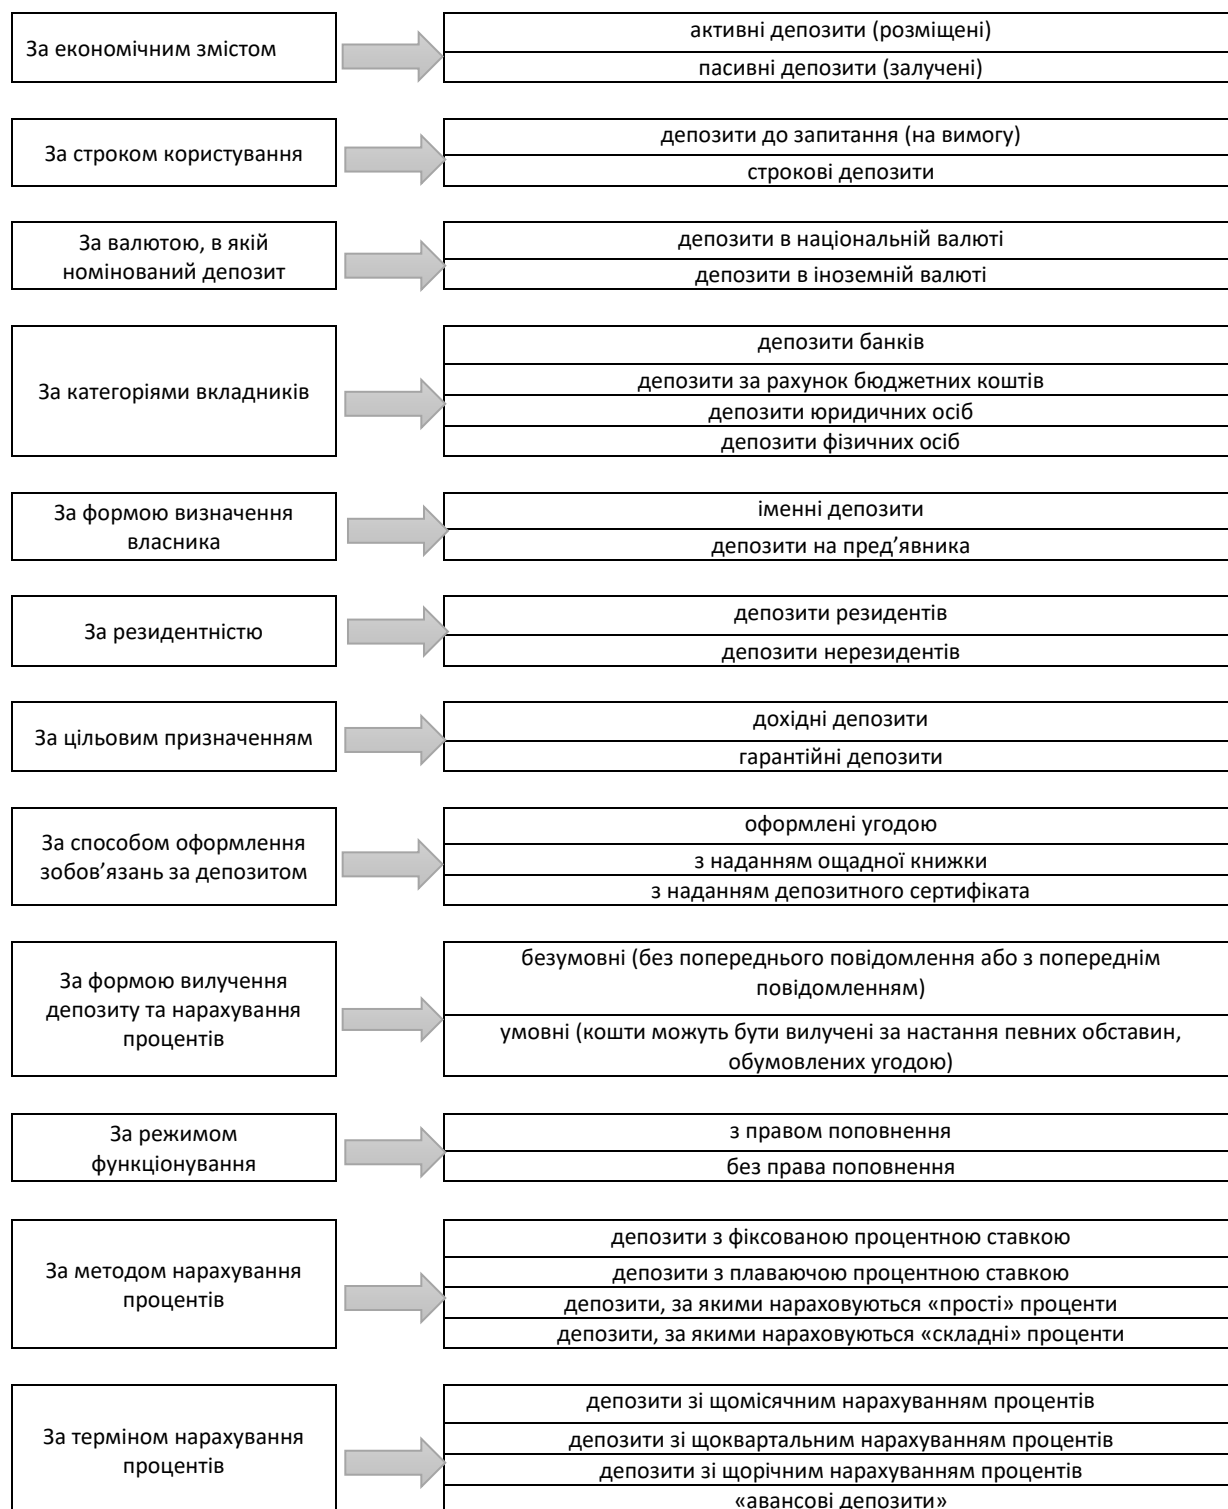 За економічним змістом
активні депозити (розміщені)
пасивні депозити (залучені)
За строком користування
депозити до запитання (на вимогу)
строкові депозити
За валютою, в якій
номінований депозит
депозити в національній валюті
депозити в іноземній валюті
За категоріями вкладників
депозити банків
депозити за рахунок бюджетних коштів
депозити юридичних осіб
депозити фізичних осіб
За формою визначення
власника
іменні депозити
депозити на пред’явника
За резидентністю
депозити резидентів
депозити нерезидентів
За цільовим призначенням
дохідні депозити
гарантійні депозити
За способом оформлення
зобов’язань за депозитом
оформлені угодою
з наданням ощадної книжки
з наданням депозитного сертифіката
За формою вилучення
депозиту та нарахування
процентів
безумовні (без попереднього повідомлення або з попереднім
повідомленням)
умовні (кошти можуть бути вилучені за настання певних обставин,
обумовлених угодою)
За режимом
функціонування
з правом поповнення
без права поповнення
За методом нарахування
процентів
депозити з фіксованою процентною ставкою
депозити з плаваючою процентною ставкою
депозити, за якими нараховуються «прості» проценти
депозити, за якими нараховуються «складні» проценти
За терміном нарахування
процентів
депозити зі щомісячним нарахуванням процентів
депозити зі щоквартальним нарахуванням процентів
депозити зі щорічним нарахуванням процентів
«авансові депозити»